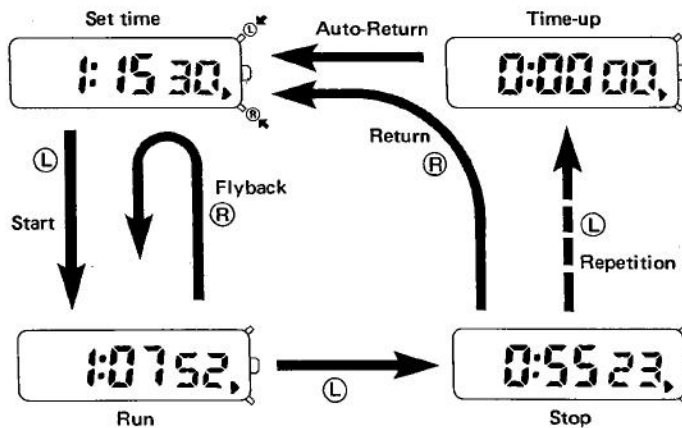 Set time
Auto-Return
Time-up
L
1:15 30
0:00 00
R
Return
R
L
Flyback
R
Start
L
Repetition
1:07 52
0:55 23
L
Run
Stop